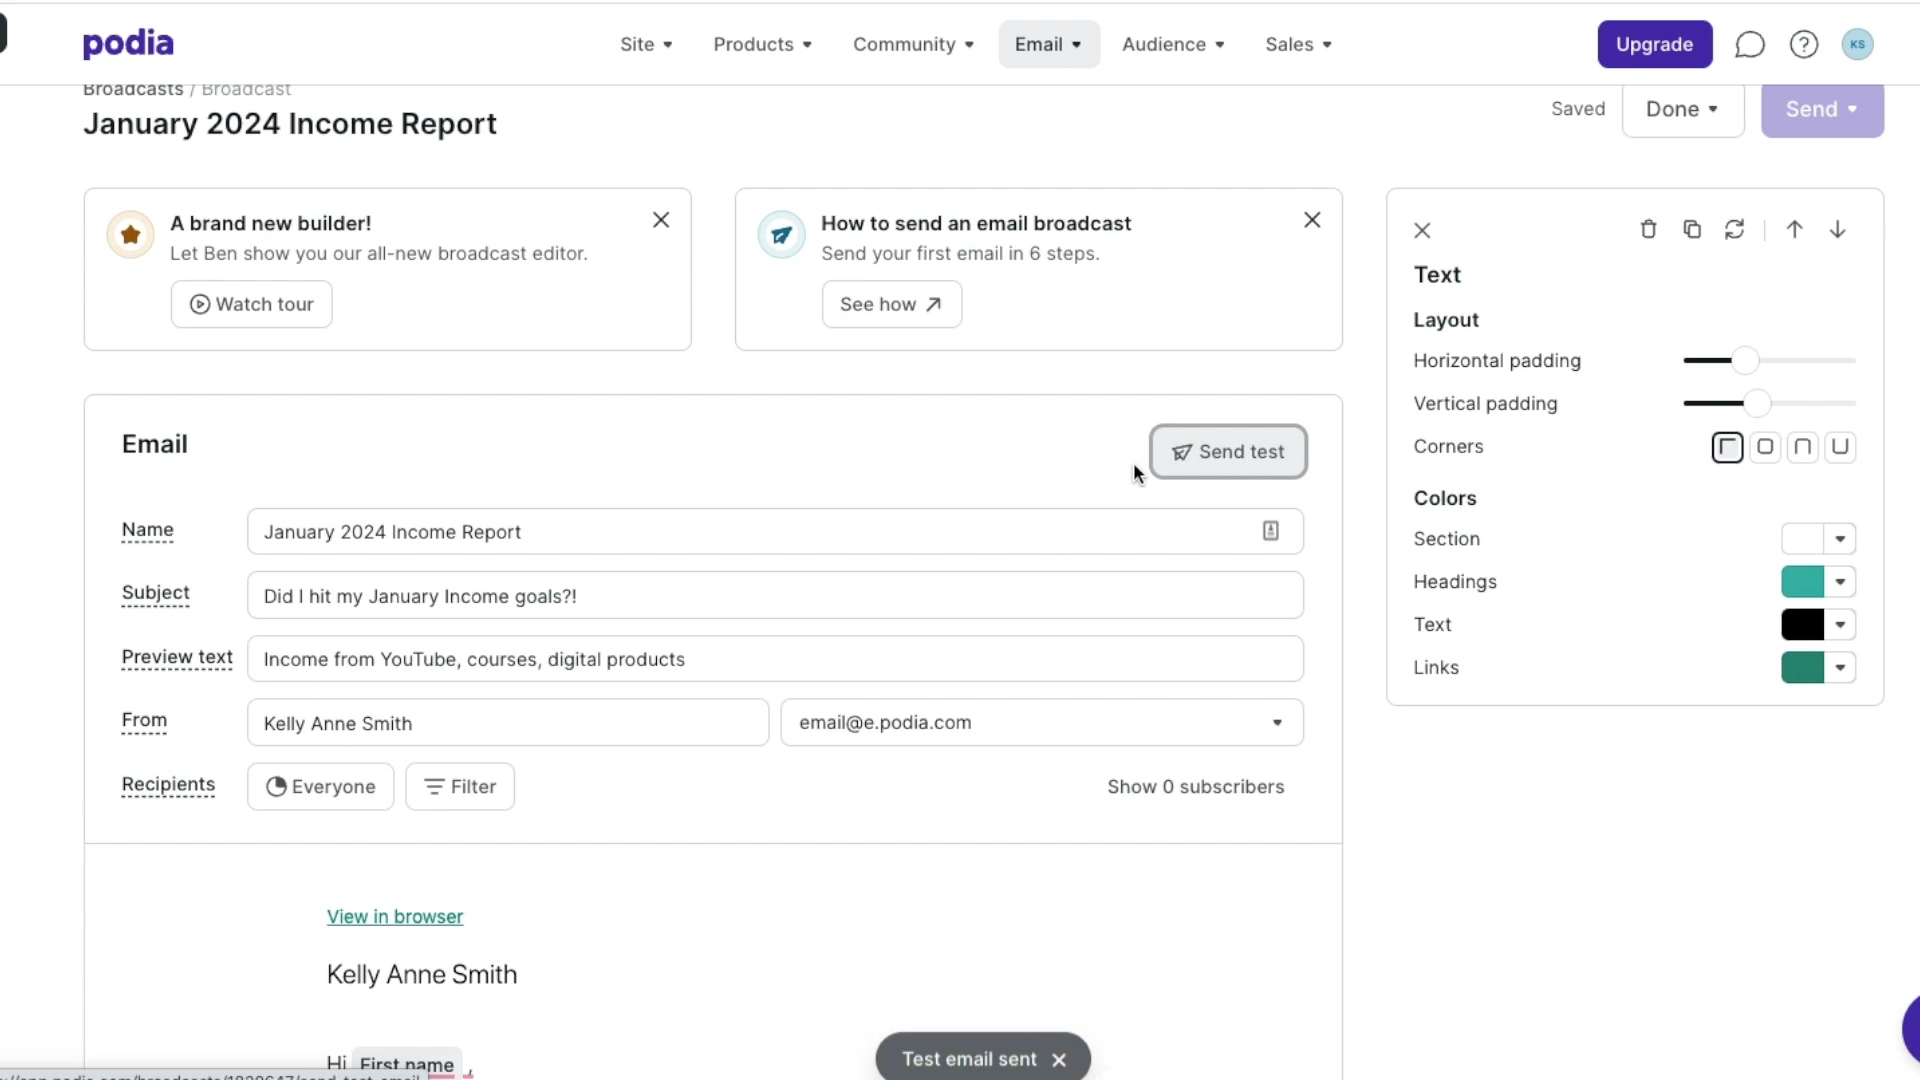 podia
Site Products Community Email Audience Sales Upgrade KS
Broadcasts / Broadcast
January 2024 Income Report
Saved Done Send
A brand new builder!
Let Ben show you our all-new broadcast editor.
Watch tour
How to send an email broadcast
Send your first email in 6 steps.
See how
Email
Send test
Name January 2024 Income Report
Subject Did I hit my January Income goals?!
Preview text Income from YouTube, courses, digital products
From Kelly Anne Smith email@e.podia.com
Recipients Everyone Filter Show 0 subscribers
View in browser
Kelly Anne Smith
Hi First name ,
Test email sent
Text
Layout
Horizontal padding
Vertical padding
Corners
Colors
Section
Headings
Text
Links